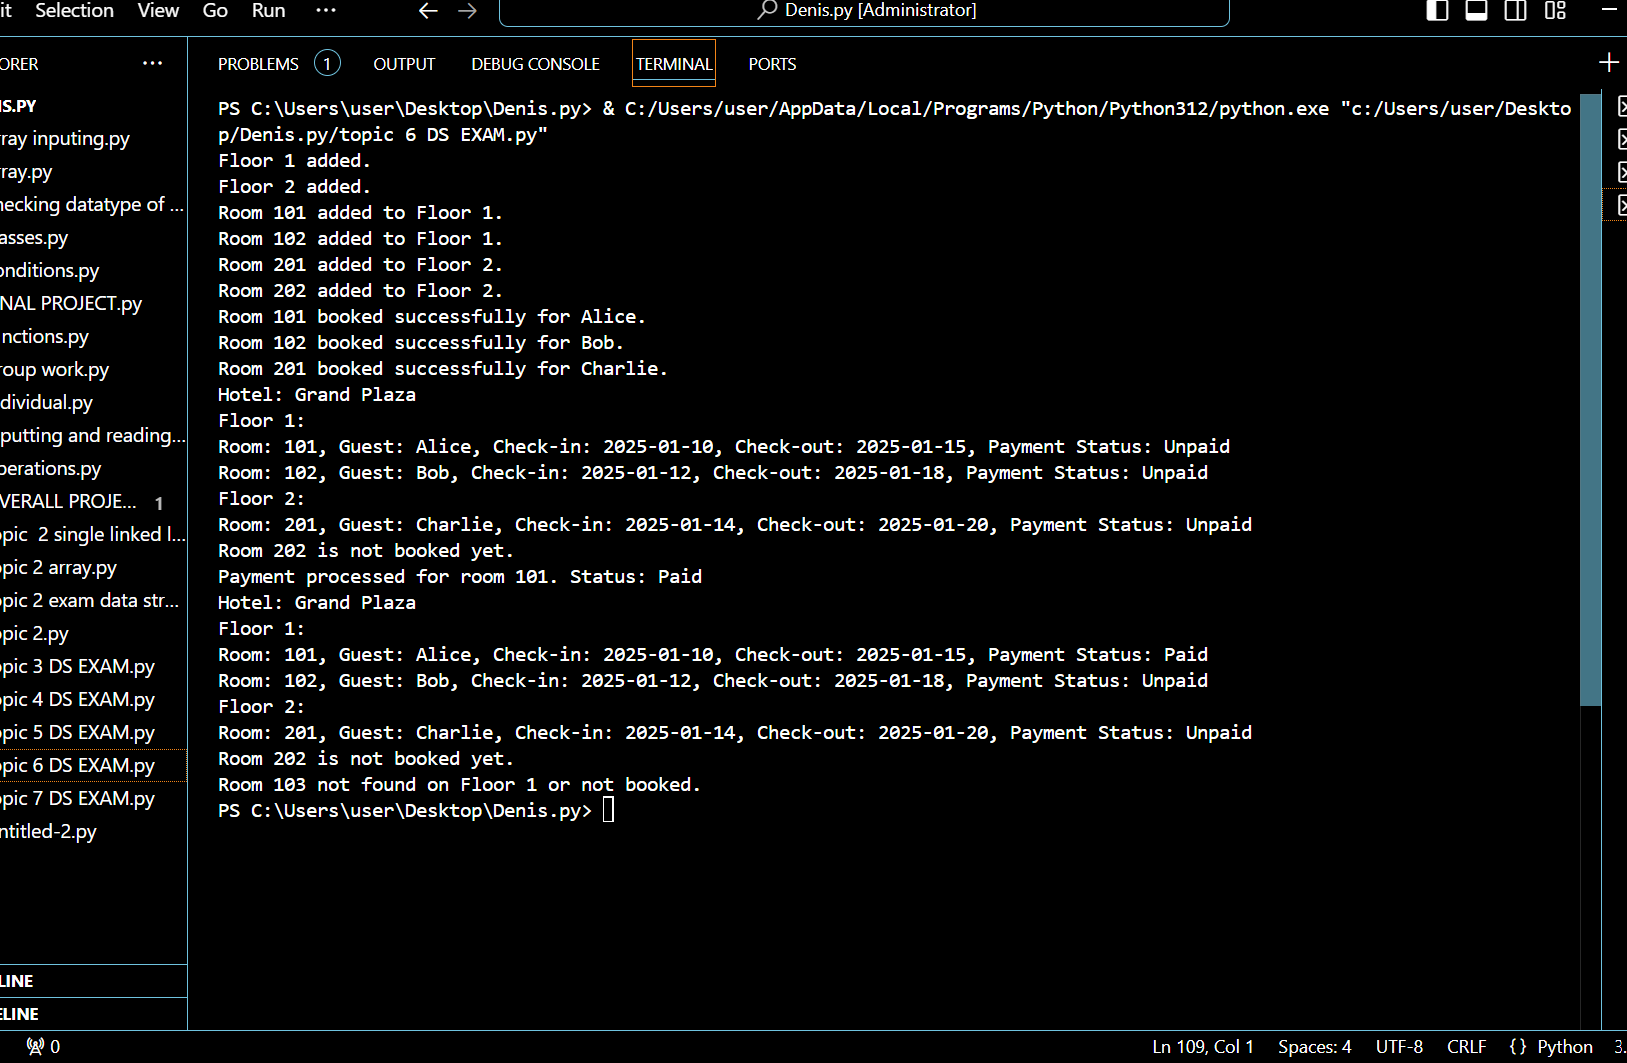 it Selection View Go Run ··· ← → Denis.py [Administrator]
ORER ···
IS.PY
ray inputing.py
ray.py
hecking datatype of ...
asses.py
onditions.py
NAL PROJECT.py
nctions.py
roup work.py
dividual.py
putting and reading...
perations.py
VERALL PROJE... 1
opic  2 single linked l...
opic 2 array.py
opic 2 exam data str...
opic 2.py
opic 3 DS EXAM.py
opic 4 DS EXAM.py
opic 5 DS EXAM.py
opic 6 DS EXAM.py
opic 7 DS EXAM.py
ntitled-2.py
LINE
ELINE
PROBLEMS 1 OUTPUT DEBUG CONSOLE TERMINAL PORTS
PS C:\Users\user\Desktop\Denis.py> & C:/Users/user/AppData/Local/Programs/Python/Python312/python.exe "c:/Users/user/Deskto
p/Denis.py/topic 6 DS EXAM.py"
Floor 1 added.
Floor 2 added.
Room 101 added to Floor 1.
Room 102 added to Floor 1.
Room 201 added to Floor 2.
Room 202 added to Floor 2.
Room 101 booked successfully for Alice.
Room 102 booked successfully for Bob.
Room 201 booked successfully for Charlie.
Hotel: Grand Plaza
Floor 1:
Room: 101, Guest: Alice, Check-in: 2025-01-10, Check-out: 2025-01-15, Payment Status: Unpaid
Room: 102, Guest: Bob, Check-in: 2025-01-12, Check-out: 2025-01-18, Payment Status: Unpaid
Floor 2:
Room: 201, Guest: Charlie, Check-in: 2025-01-14, Check-out: 2025-01-20, Payment Status: Unpaid
Room 202 is not booked yet.
Payment processed for room 101. Status: Paid
Hotel: Grand Plaza
Floor 1:
Room: 101, Guest: Alice, Check-in: 2025-01-10, Check-out: 2025-01-15, Payment Status: Paid
Room: 102, Guest: Bob, Check-in: 2025-01-12, Check-out: 2025-01-18, Payment Status: Unpaid
Floor 2:
Room: 201, Guest: Charlie, Check-in: 2025-01-14, Check-out: 2025-01-20, Payment Status: Unpaid
Room 202 is not booked yet.
Room 103 not found on Floor 1 or not booked.
PS C:\Users\user\Desktop\Denis.py>
0 Ln 109, Col 1 Spaces: 4 UTF-8 CRLF {} Python 3.